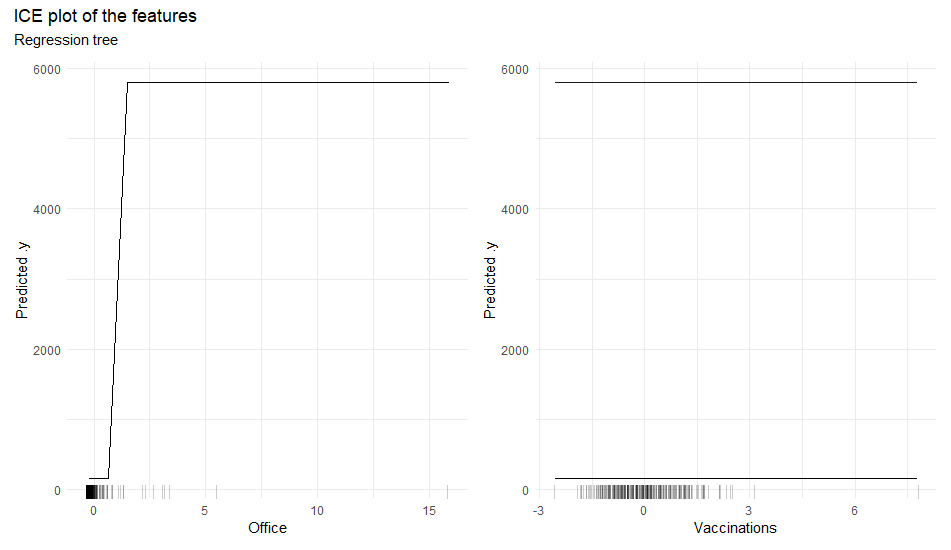 ICE plot of the features
Regression tree
Predicted .y
6000
4000
2000
0
0 5 10 15
Office
Predicted .y
6000
4000
2000
0
-3 0 3 6
Vaccinations